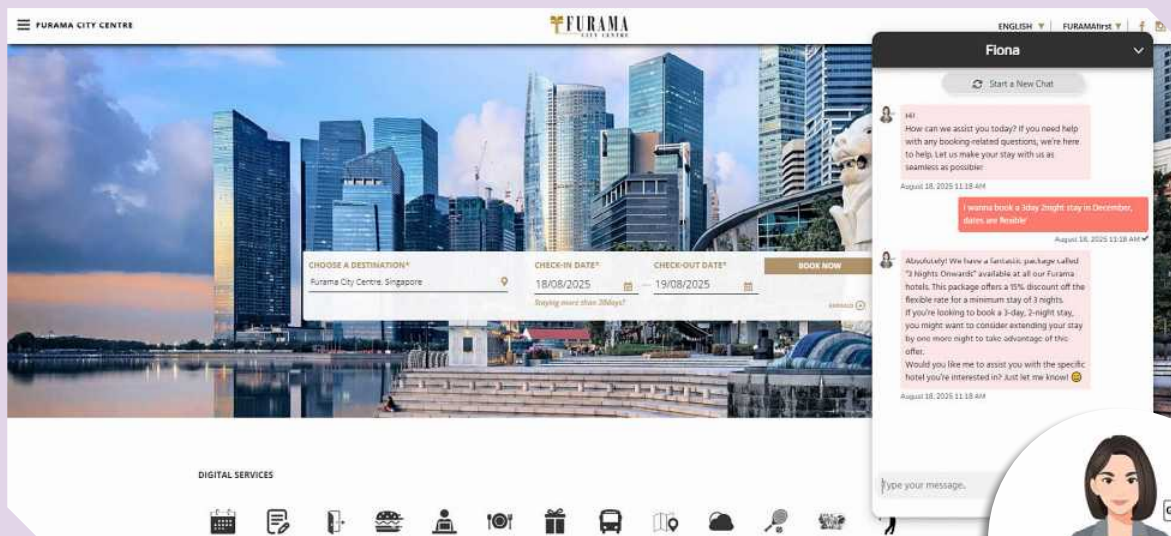 FURAMA CITY CENTRE
FURAMA
CITY CENTRE
ENGLISH
FURAMAfirst
CHOOSE A DESTINATION*
Furama City Centre, Singapore
CHECK-IN DATE*
18/08/2025
Staying more than 30days?
CHECK-OUT DATE*
19/08/2025
BOOK NOW
DIGITAL SERVICES
Fiona
Start a New Chat
Hi!
How can we assist you today? If you need help
with any booking-related questions, we're here
to help. Let us make your stay with us as
seamless as possible!
August 18, 2025 11:18 AM
i wanna book a 3day 2night stay in December,
dates are flexible
August 18, 2025 11:18 AM
Absolutely! We have a fantastic package called
"3 Nights Onwards" available at all our Furama
hotels. This package offers a 15% discount off the
flexible rate for a minimum stay of 3 nights.
If you're looking to book a 3-day, 2-night stay,
you might want to consider extending your stay
by one more night to take advantage of this
offer.
Would you like me to assist you with the specific
hotel you're interested in? Just let me know! 😊
August 18, 2025 11:18 AM
Type your message..